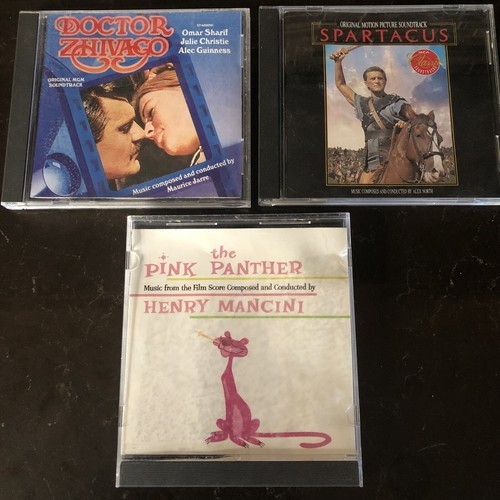 DOCTOR
ZHIVAGO
STARRING
Omar Sharif
Julie Christie
Alec Guinness
ORIGINAL MGM
SOUNDTRACK
Music composed and conducted by
Maurice Jarre
ORIGINAL MOTION PICTURE SOUNDTRACK
SPARTACUS
MCA
Classics
MUSIC COMPOSED AND CONDUCTED BY ALEX NORTH
the
PINK PANTHER
Music from the Film Score Composed and Conducted by
HENRY MANCINI